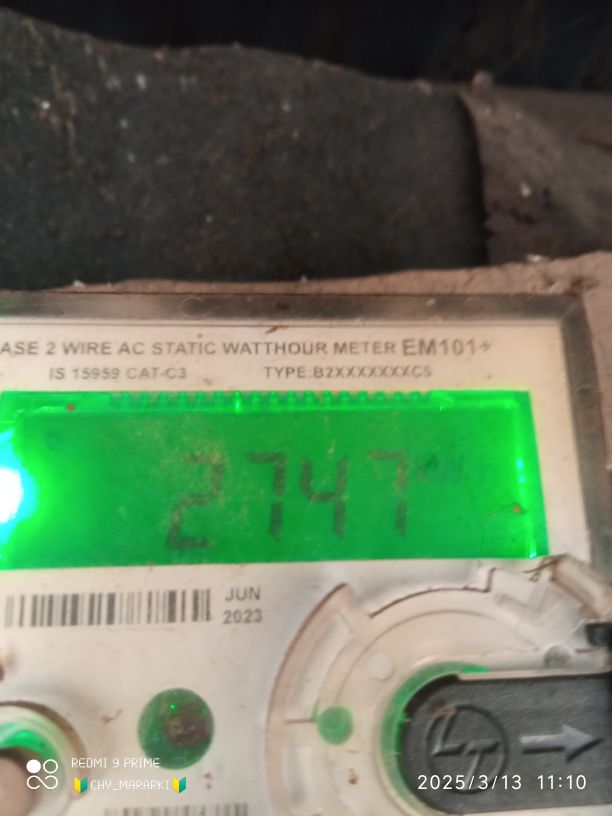 ASE 2 WIRE AC STATIC WATTHOUR METER EM101+
IS 15959 CAT-C3 TYPE:B2XXXXXXXC5
2747
JUN
2023
LT
REDMI 9 PRIME
🔰CHY_MARARKI🔰
2025/3/13 11:10